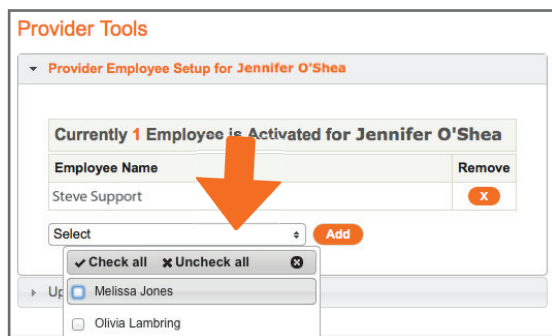 Provider Tools
Provider Employee Setup for Jennifer O'Shea
Currently 1 Employee is Activated for Jennifer O'Shea
Employee Name Remove
Steve Support X
Select Add
Check all Uncheck all
Melissa Jones
Olivia Lambring